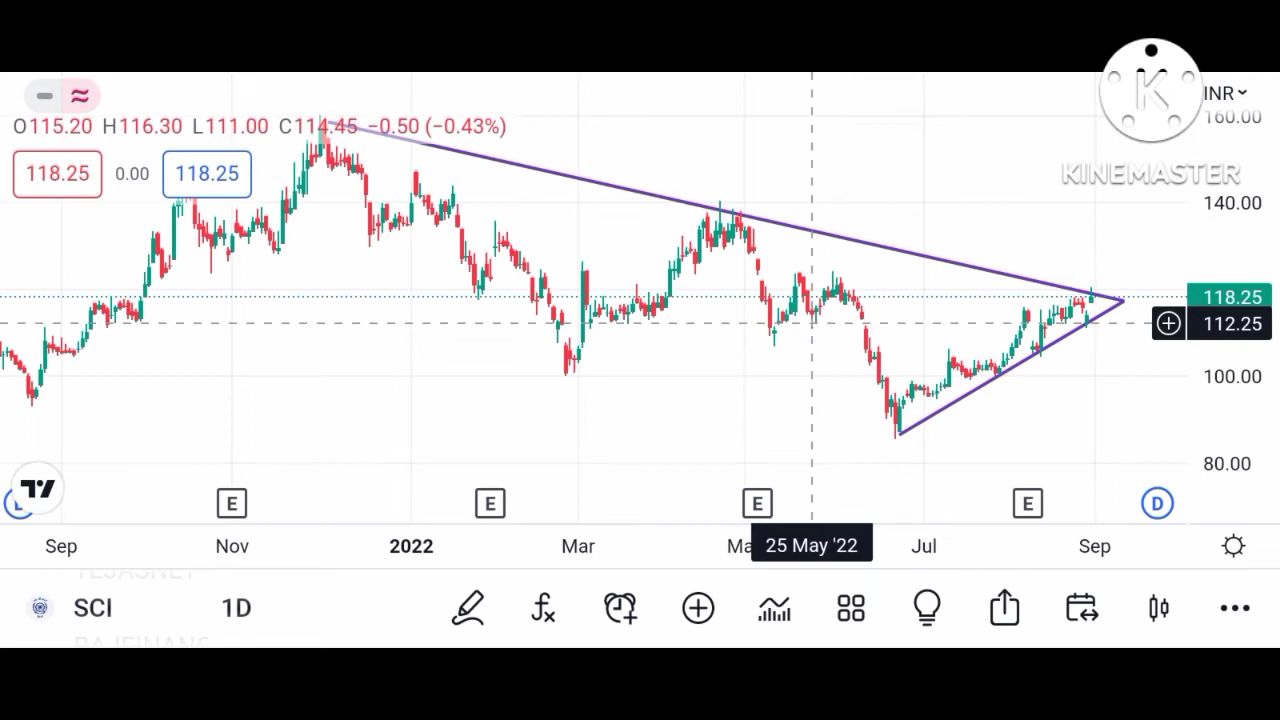 INR
160.00
O115.20 H116.30 L111.00 C114.45 −0.50 (−0.43%)
118.25 0.00 118.25
KINEMASTER
140.00
118.25
112.25
100.00
80.00
E E E E D
Sep Nov 2022 Mar 25 May '22 Jul Sep
SCI 1D